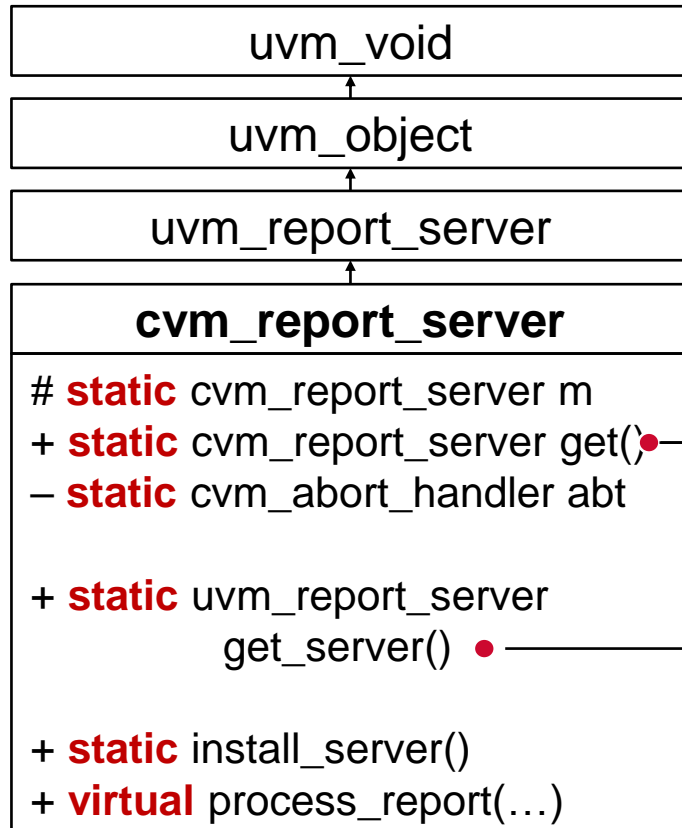 uvm_void
uvm_object
uvm_report_server
cvm_report_server
# static cvm_report_server m
+ static cvm_report_server get()
– static cvm_abort_handler abt
+ static uvm_report_server
get_server()
+ static install_server()
+ virtual process_report(…)